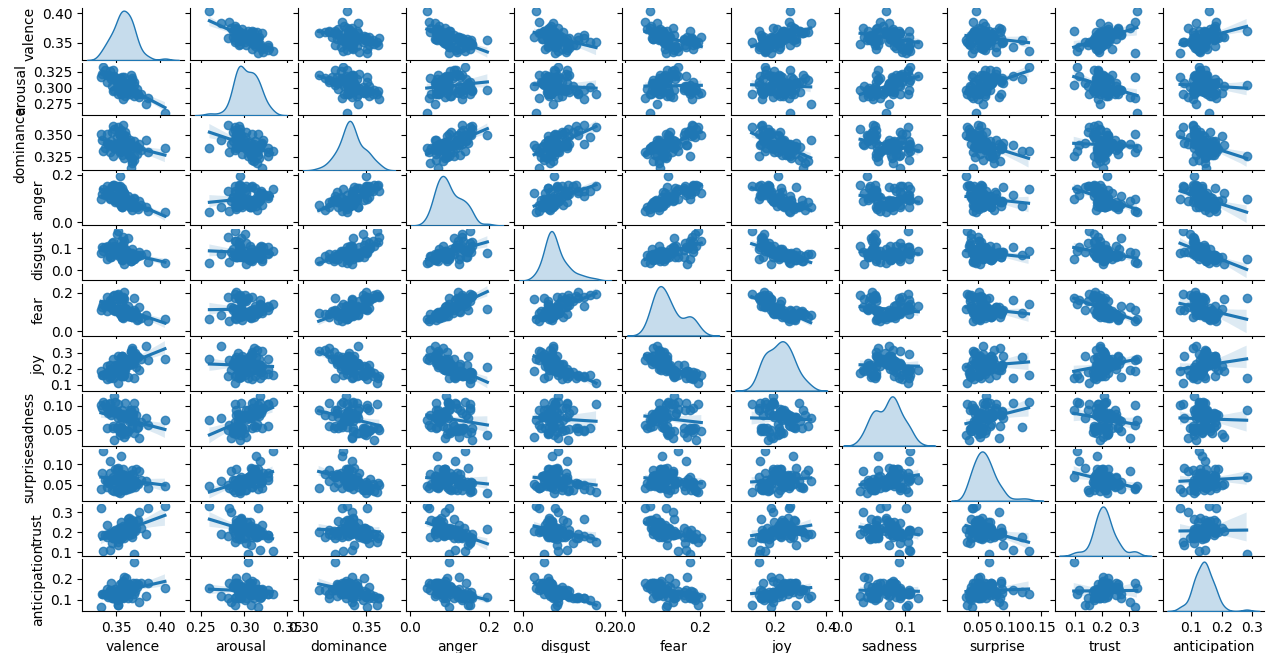 valence 0.40 0.35
arousal 0.325 0.300 0.275
dominance 0.350 0.325
anger 0.2 0.0
disgust 0.1 0.0
fear 0.2 0.0
joy 0.3 0.2 0.1
sadness 0.10 0.05
surprise 0.10 0.05
trust 0.3 0.2 0.1
anticipation 0.2 0.1
0.35 0.40 0.25 0.30 0.35 0.30 0.35 0.0 0.2 0.0 0.20 0.0 0.2 0.2 0.4 0.0 0.1 0.05 0.10 0.15 0.1 0.2 0.3 0.1 0.2 0.3
valence arousal dominance anger disgust fear joy sadness surprise trust anticipation